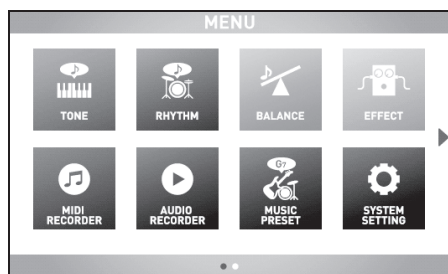 MENU
TONE
RHYTHM
BALANCE
EFFECT
MIDI
RECORDER
AUDIO
RECORDER
G7
MUSIC
PRESET
SYSTEM
SETTING